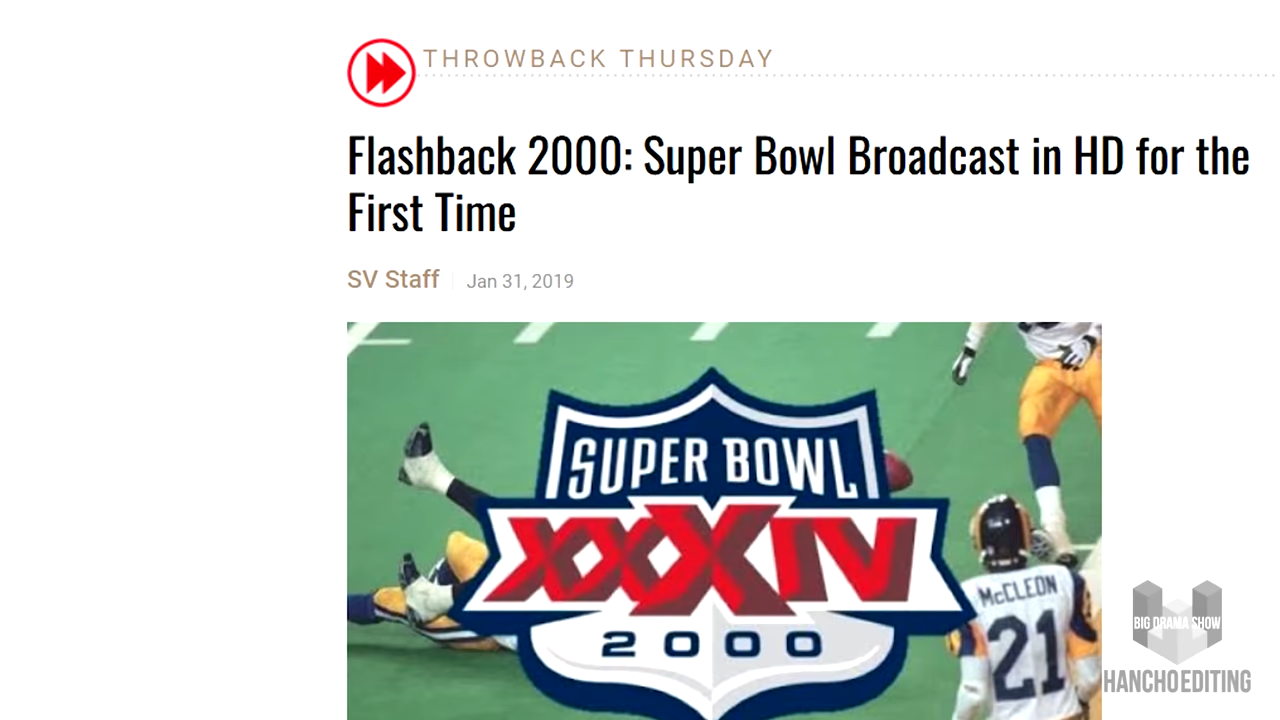 THROWBACK THURSDAY
Flashback 2000: Super Bowl Broadcast in HD for the
First Time
SV Staff
Jan 31, 2019
SUPER BOWL
XXXIV
2000
McCLEON
21
BIG DRAMA SHOW
HANCHOEDITING